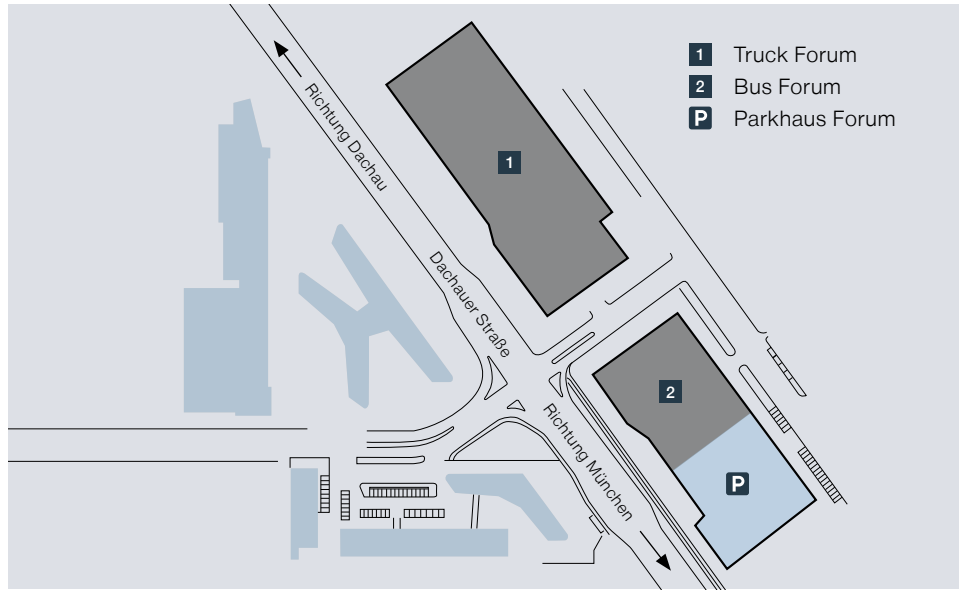 1 Truck Forum
2 Bus Forum
P Parkhaus Forum
Richtung Dachau
1
Dachauer Straße
2
Richtung München
P